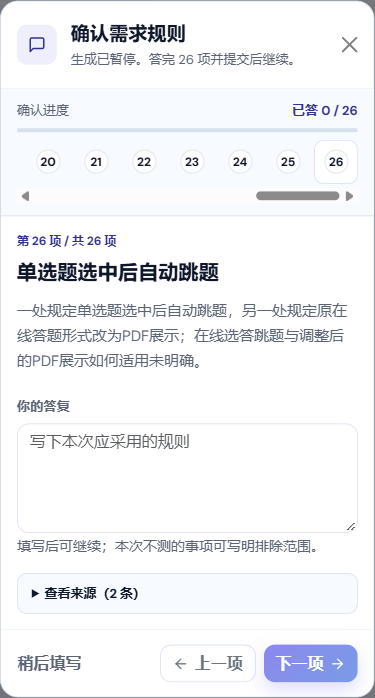 确认需求规则
生成已暂停。答完 26 项并提交后继续。
确认进度
已答 0 / 26
20 21 22 23 24 25 26
第 26 项 / 共 26 项
单选题选中后自动跳题
一处规定单选题选中后自动跳题，另一处规定原在
线答题形式改为PDF展示；在线选答跳题与调整后
的PDF展示如何适用未明确。
你的答复
写下本次应采用的规则
填写后可继续；本次不测的事项可写明排除范围。
▶ 查看来源（2 条）
稍后填写
← 上一项
下一项 →